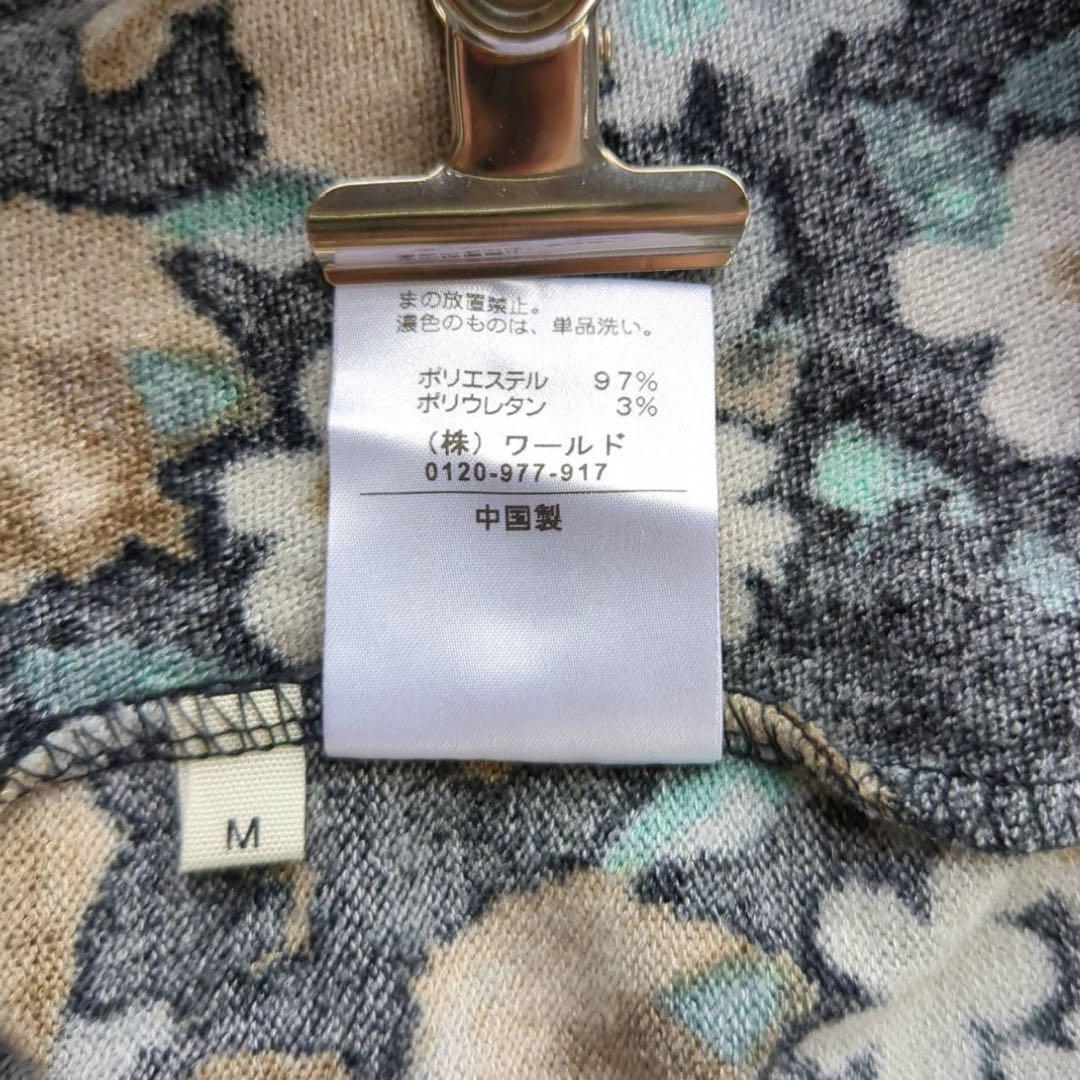 まの放置禁止。
濃色のものは、単品洗い。
ポリエステル 97%
ポリウレタン 3%
(株)ワールド
0120-977-917
中国製
M